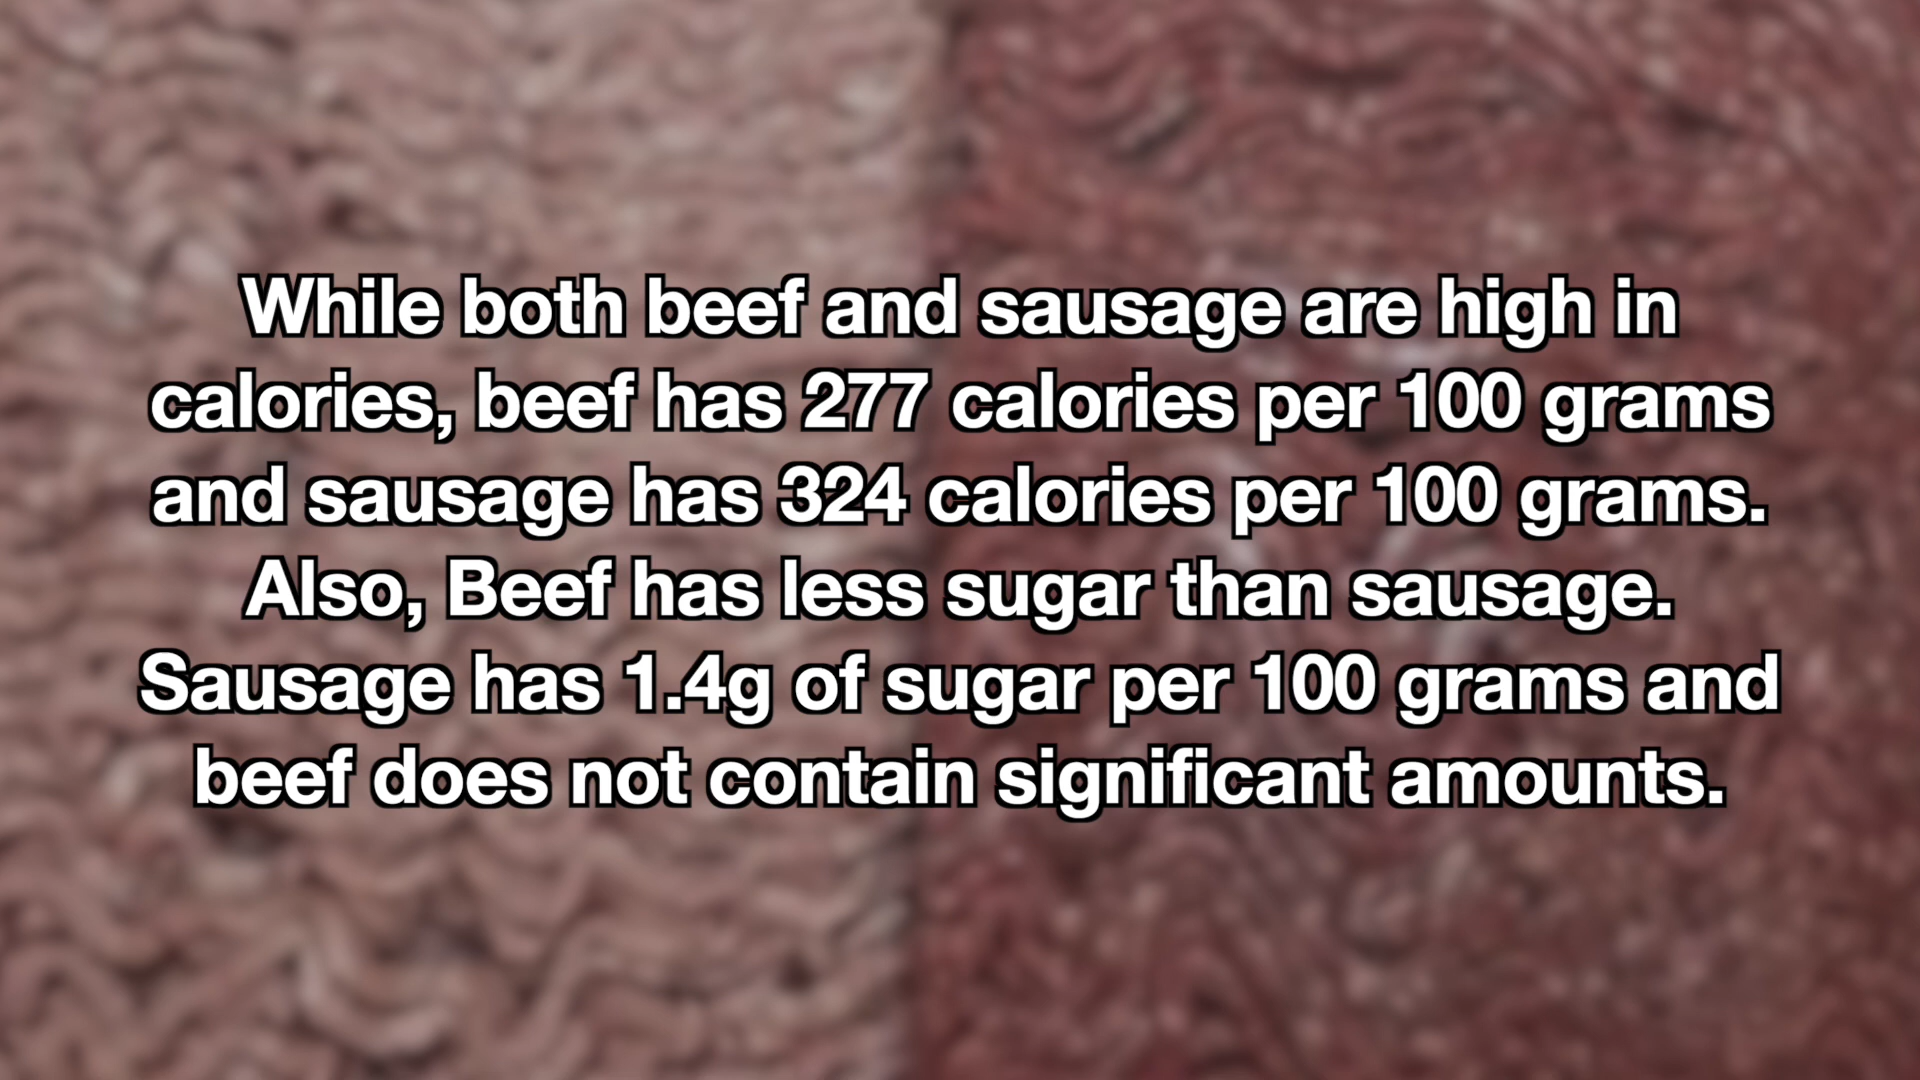 While both beef and sausage are high in
calories, beef has 277 calories per 100 grams
and sausage has 324 calories per 100 grams.
Also, Beef has less sugar than sausage.
Sausage has 1.4g of sugar per 100 grams and
beef does not contain significant amounts.